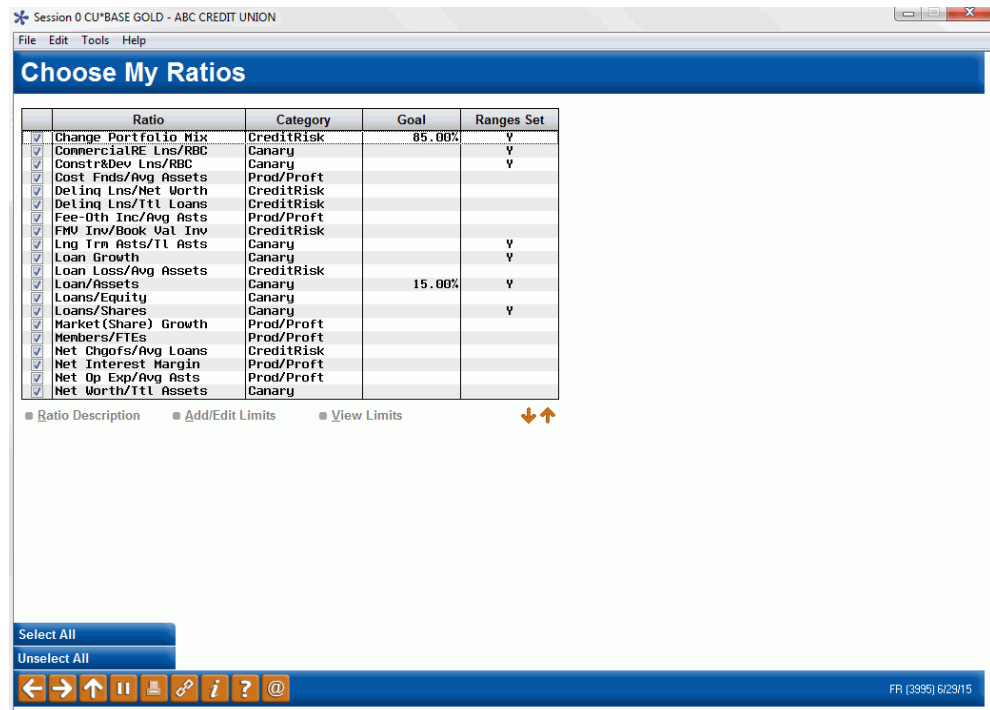 Session 0 CU*BASE GOLD - ABC CREDIT UNION
File Edit Tools Help
Choose My Ratios
Ratio Category Goal Ranges Set
Change Portfolio Mix CreditRisk 85.00% Y
CommercialRE Lns/RBC Canary Y
Constr&Dev Lns/RBC Canary Y
Cost Fnds/Avg Assets Prod/Proft
Delinq Lns/Net Worth CreditRisk
Delinq Lns/Ttl Loans CreditRisk
Fee-Oth Inc/Avg Asts Prod/Proft
FMV Inv/Book Val Inv CreditRisk
Lng Trm Asts/Tl Asts Canary Y
Loan Growth Canary Y
Loan Loss/Avg Assets CreditRisk
Loan/Assets Canary 15.00% Y
Loans/Equity Canary
Loans/Shares Canary Y
Market(Share) Growth Prod/Proft
Members/FTEs Prod/Proft
Net Chgofs/Avg Loans CreditRisk
Net Interest Margin Prod/Proft
Net Op Exp/Avg Asts Prod/Proft
Net Worth/Ttl Assets Canary
Ratio Description Add/Edit Limits View Limits
Select All
Unselect All
i ? @ FR (3995) 6/29/15